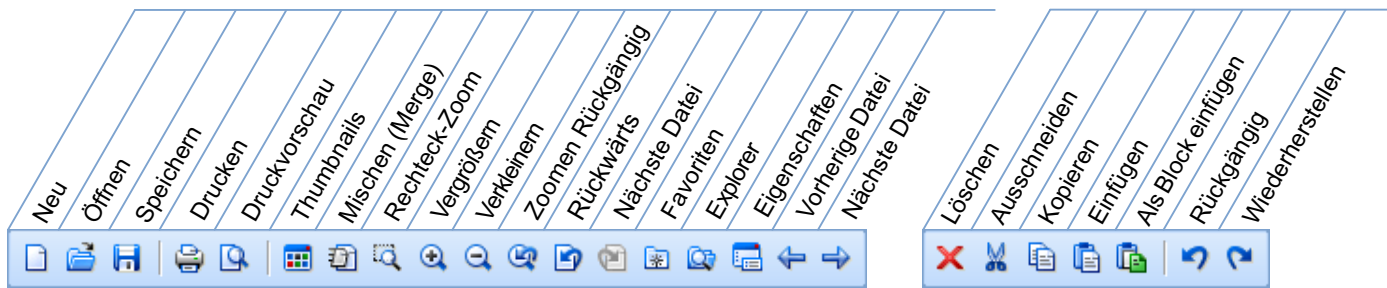 Neu
Öffnen
Speichern
Drucken
Druckvorschau
Thumbnails
Mischen (Merge)
Rechteck-Zoom
Vergrößern
Verkleinern
Zoomen Rückgängig
Rückwärts
Nächste Datei
Favoriten
Explorer
Eigenschaften
Vorherige Datei
Nächste Datei
Löschen
Ausschneiden
Kopieren
Einfügen
Als Block einfügen
Rückgängig
Wiederherstellen